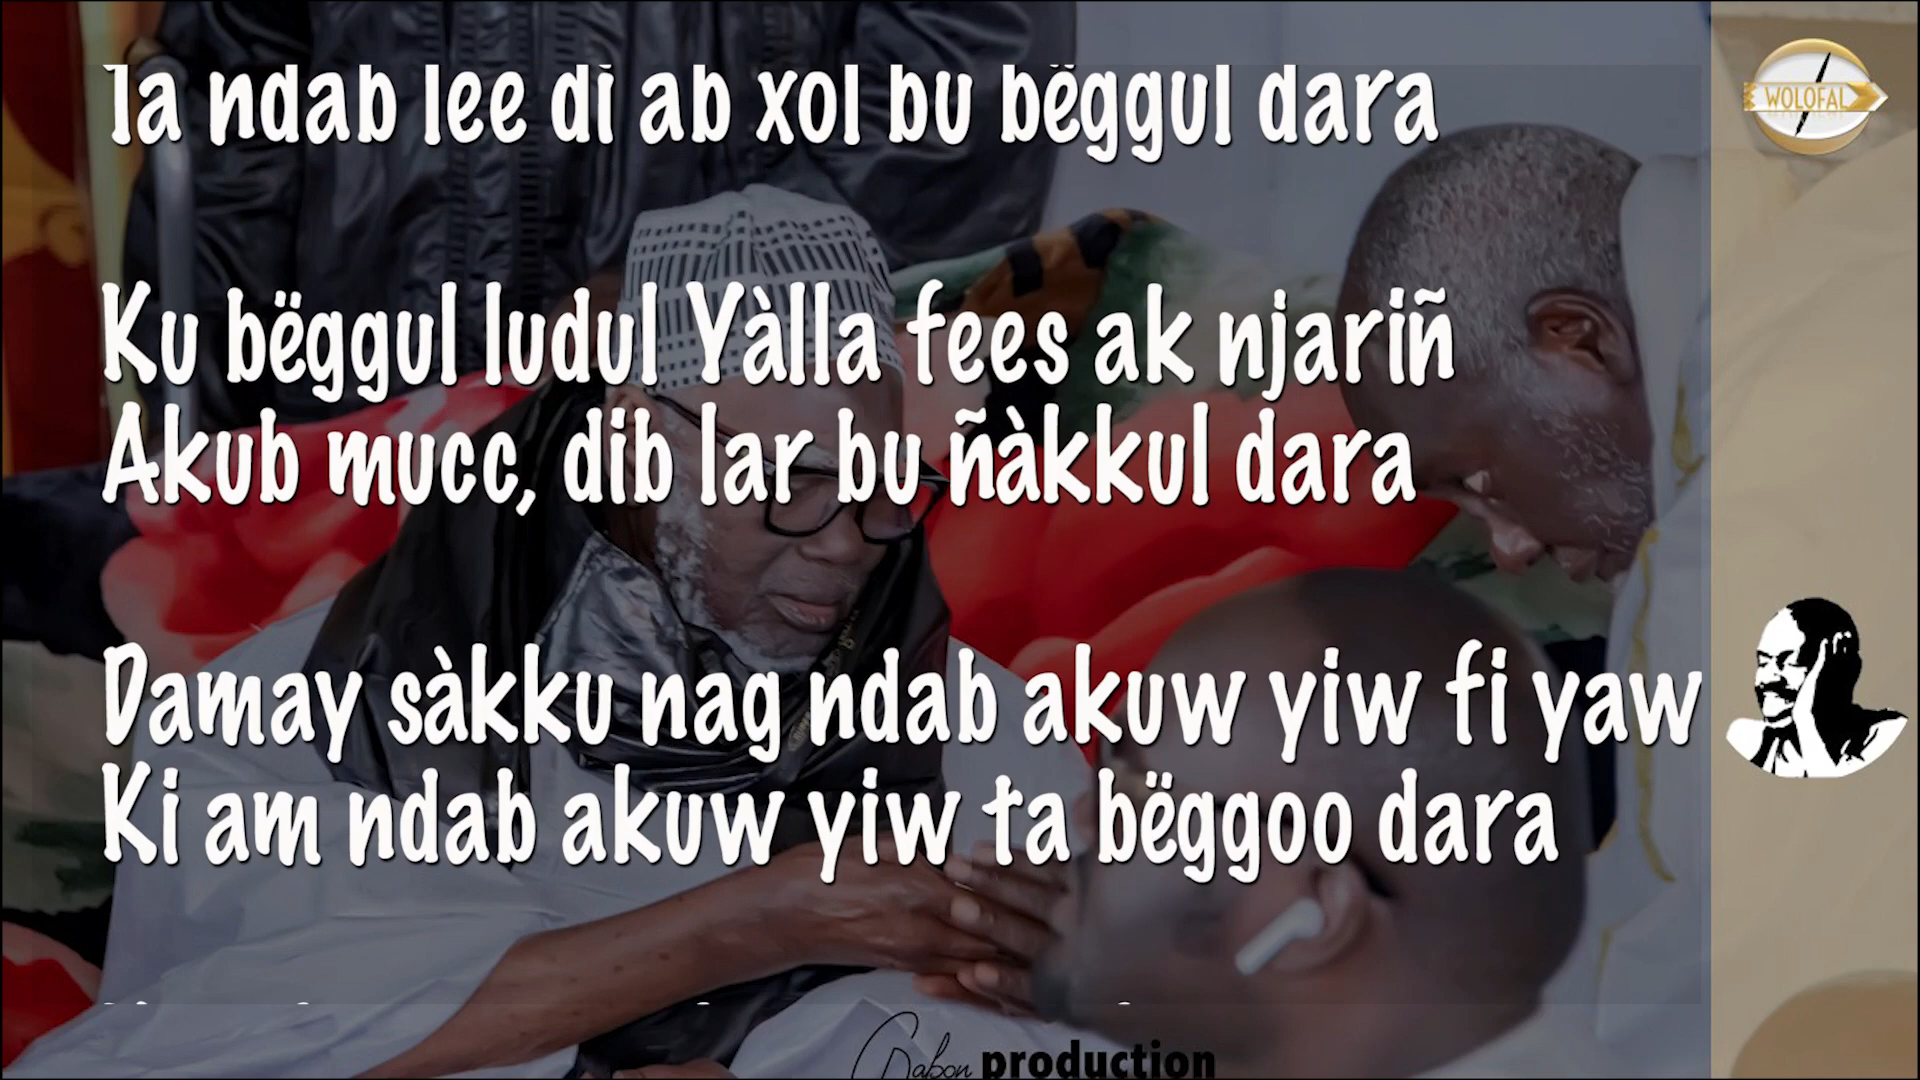 Ta ndab lee di ab xol bu bëggul dara
WOLOFAL
Ku bëggul ludul Yàlla fees ak njariñ
Akub mucc, dib lar bu ñàkkul dara
Damay sàkku nag ndab akuw yiw fi yaw
Ki am ndab akuw yiw ta bëggoo dara
Dabon production